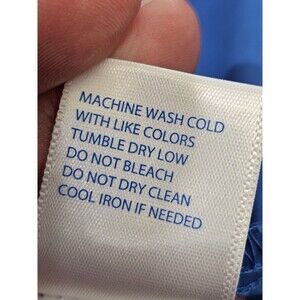 MACHINE WASH COLD
WITH LIKE COLORS
TUMBLE DRY LOW
DO NOT BLEACH
DO NOT DRY CLEAN
COOL IRON IF NEEDED